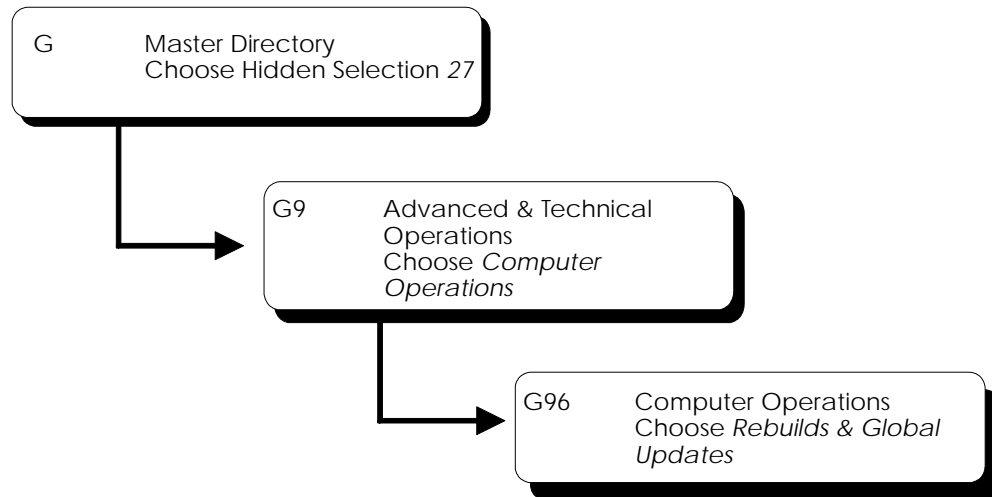 G Master Directory
Choose Hidden Selection 27
G9 Advanced & Technical
Operations
Choose Computer
Operations
G96 Computer Operations
Choose Rebuilds & Global
Updates